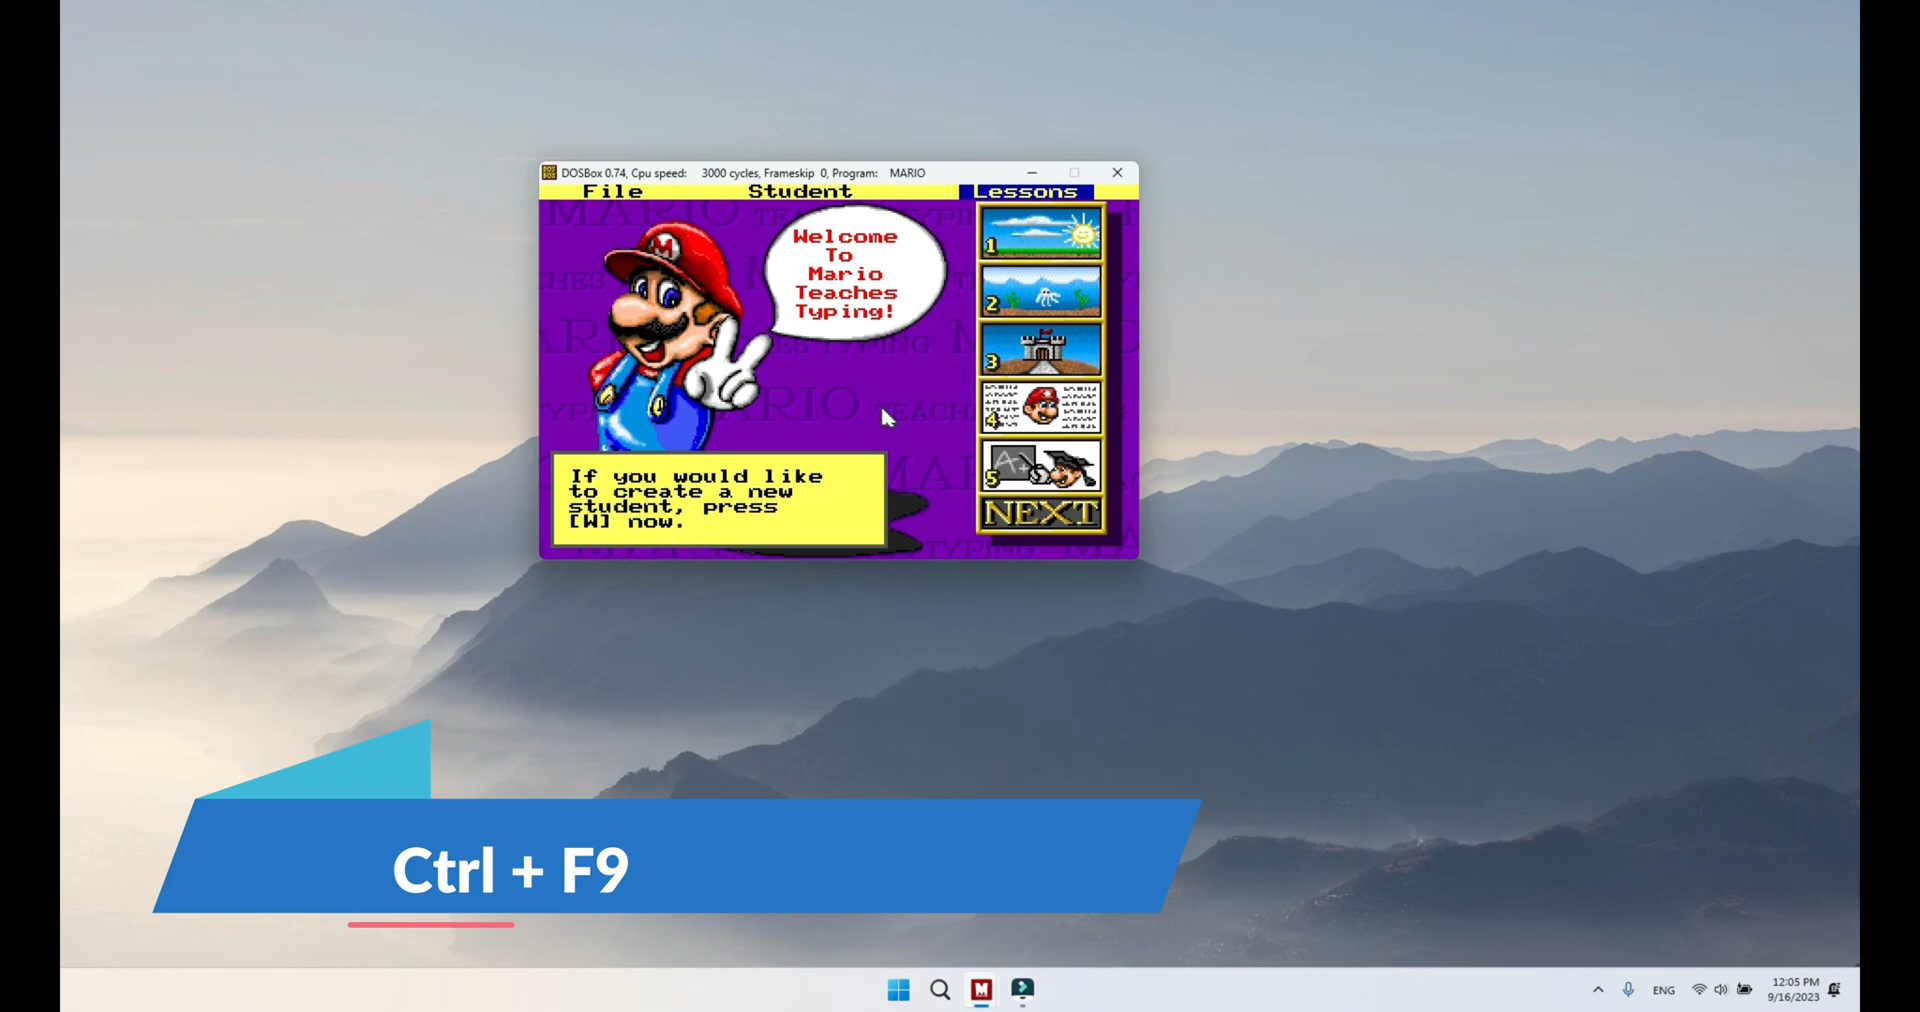 DOSBox 0.74, Cpu speed: 3000 cycles, Frameskip 0, Program: MARIO
File Student Lessons
Welcome
To
Mario
Teaches
Typing!
M
1
2
3
4
A+
5
NEXT
If you would like
to create a new
student, press
[W] now.
Ctrl + F9
M
ENG
12:05 PM
9/16/2023